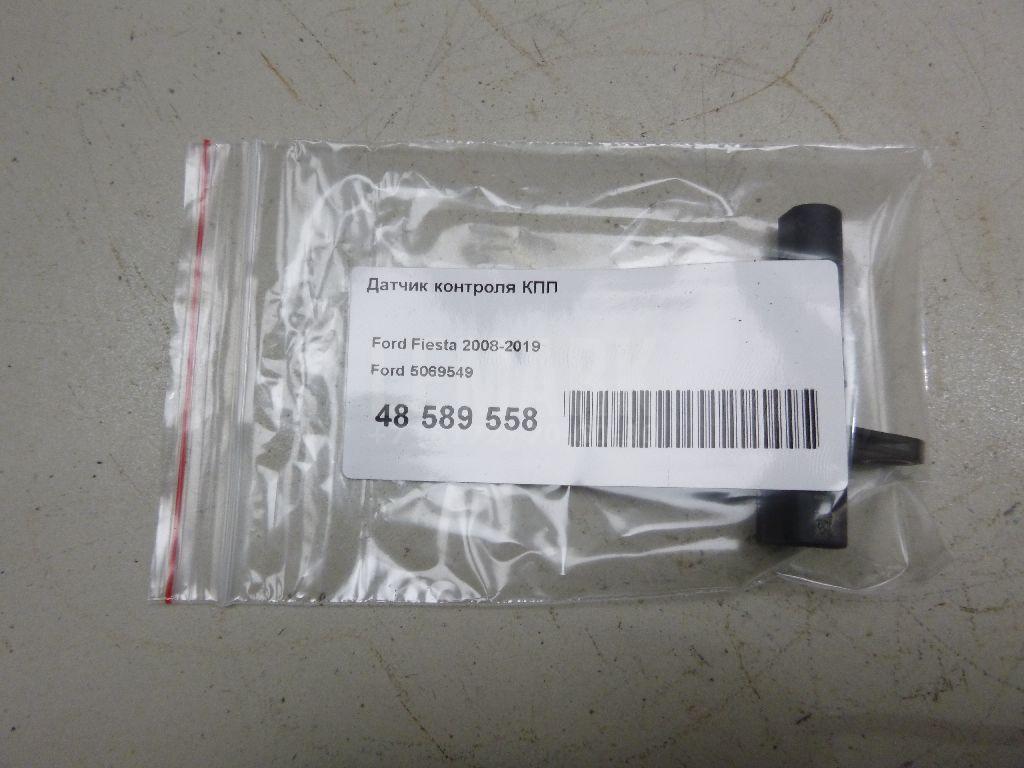 Датчик контроля КПП
Ford Fiesta 2008-2019
Ford 5069549
48 589 558